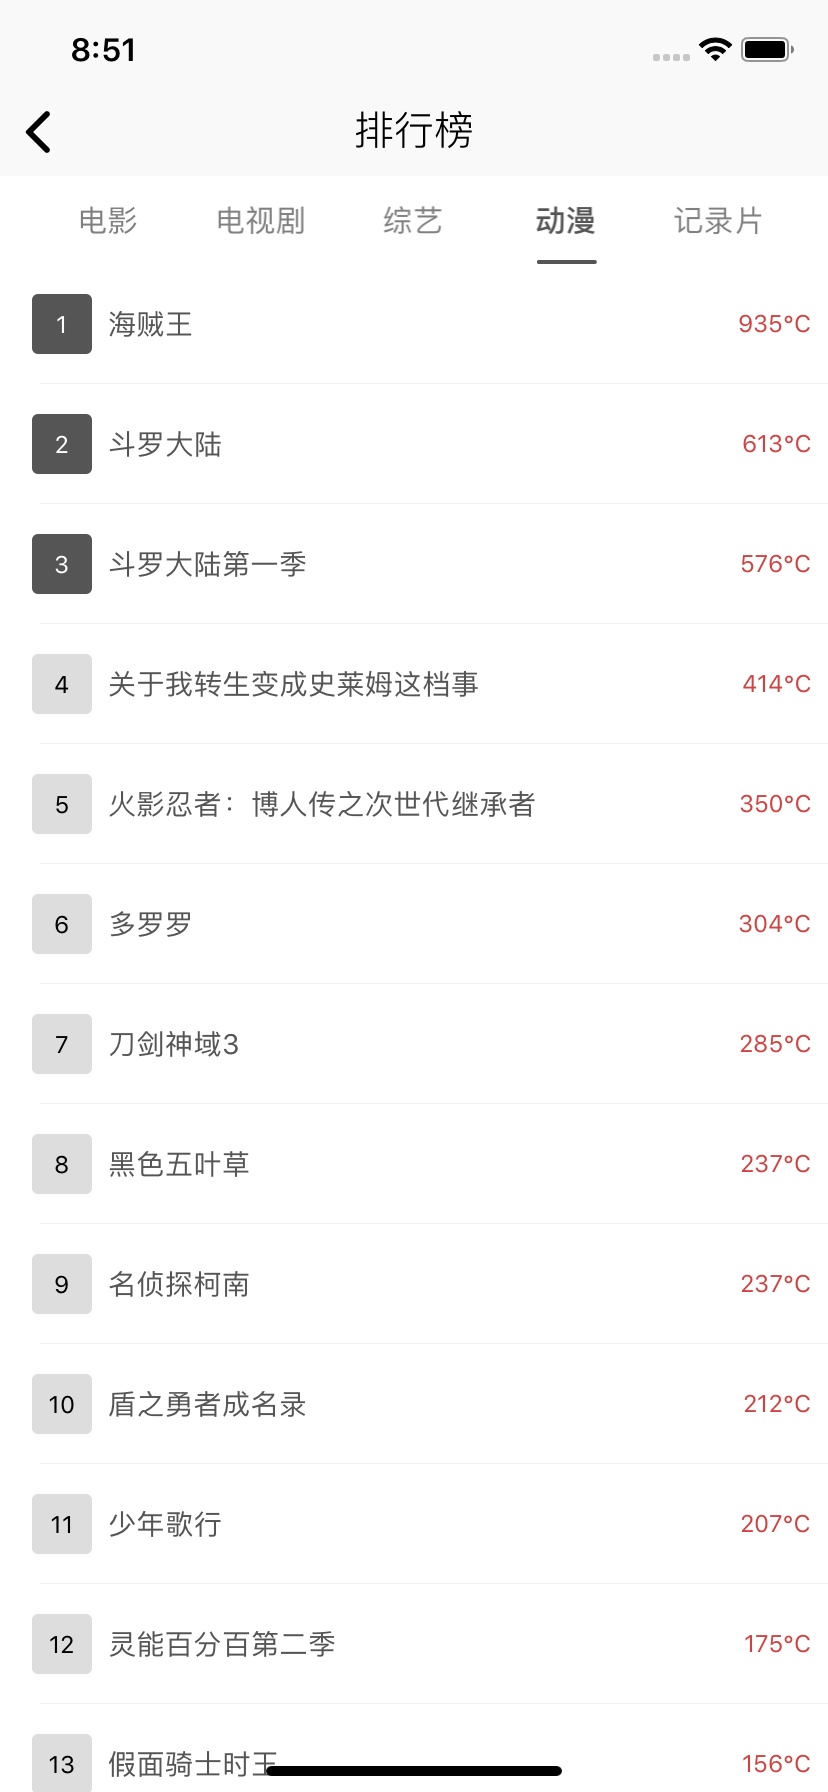 8:51
排行榜
电影 电视剧 综艺 动漫 记录片
1 海贼王 935°C
2 斗罗大陆 613°C
3 斗罗大陆第一季 576°C
4 关于我转生变成史莱姆这档事 414°C
5 火影忍者：博人传之次世代继承者 350°C
6 多罗罗 304°C
7 刀剑神域3 285°C
8 黑色五叶草 237°C
9 名侦探柯南 237°C
10 盾之勇者成名录 212°C
11 少年歌行 207°C
12 灵能百分百第二季 175°C
13 假面骑士时王 156°C